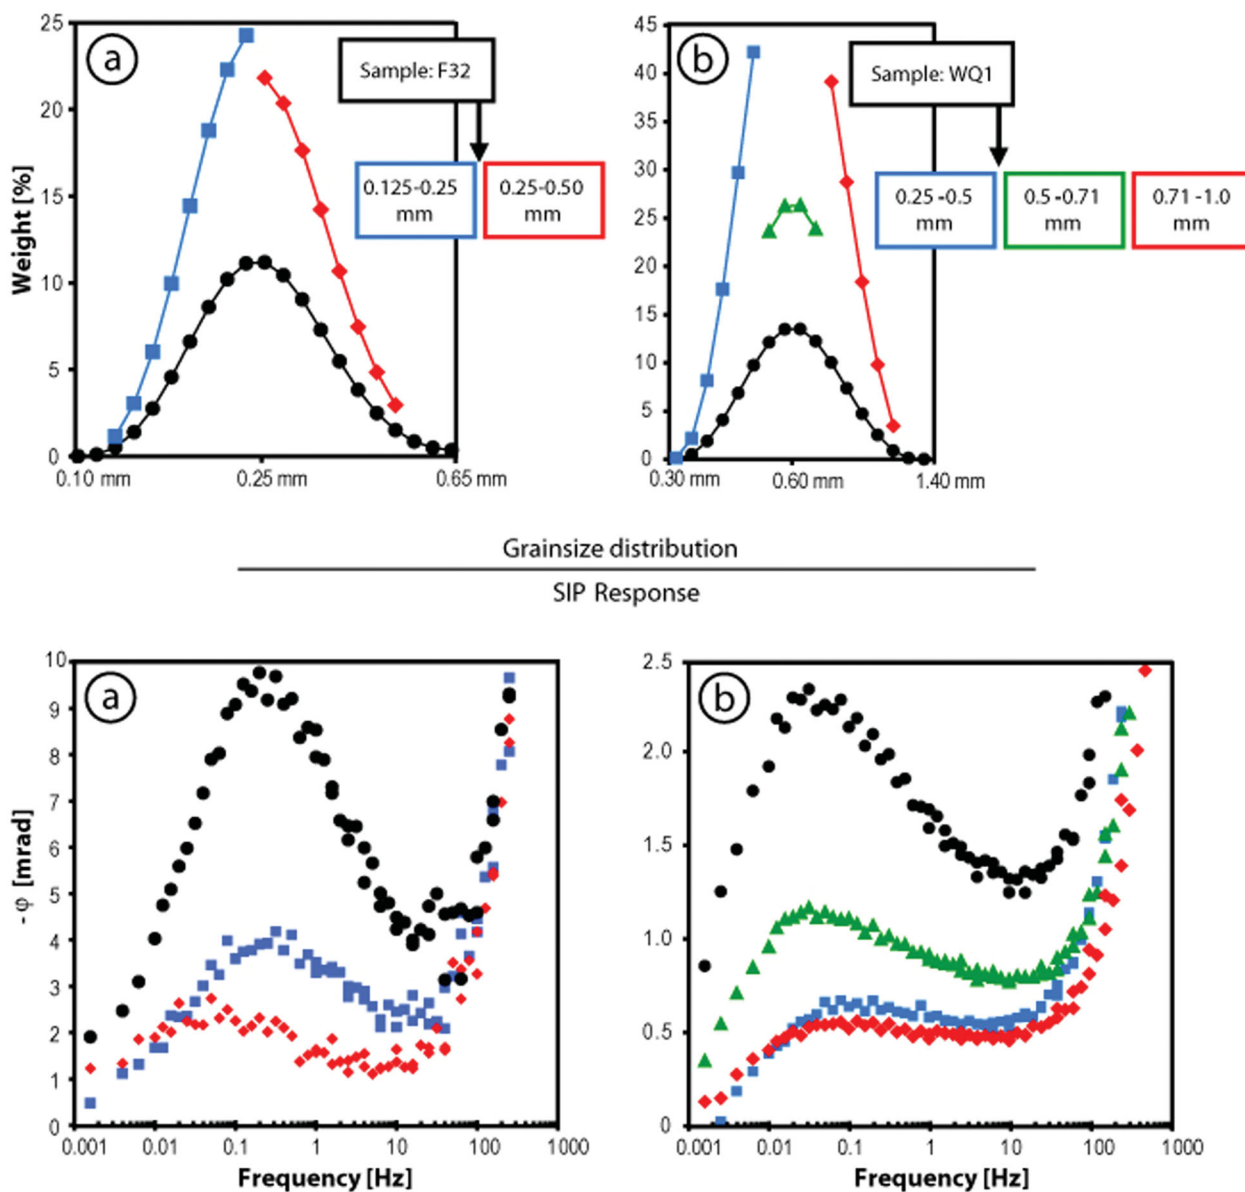 25
20
15
10
5
0
Weight [%]
a
Sample: F32
0.125-0.25
mm
0.25-0.50
mm
0.10 mm
0.25 mm
0.65 mm
45
40
35
30
25
20
15
10
5
0
b
Sample: WQ1
0.25 -0.5
mm
0.5 -0.71
mm
0.71 -1.0
mm
0.30 mm
0.60 mm
1.40 mm
Grainsize distribution
SIP Response
10
9
8
7
6
5
4
3
2
1
0
- φ [mrad]
a
0.001
0.01
0.1
1
10
100
1000
Frequency [Hz]
2.5
2.0
1.5
1.0
0.5
0
b
0.001
0.01
0.1
1
10
100
1000
Frequency [Hz]